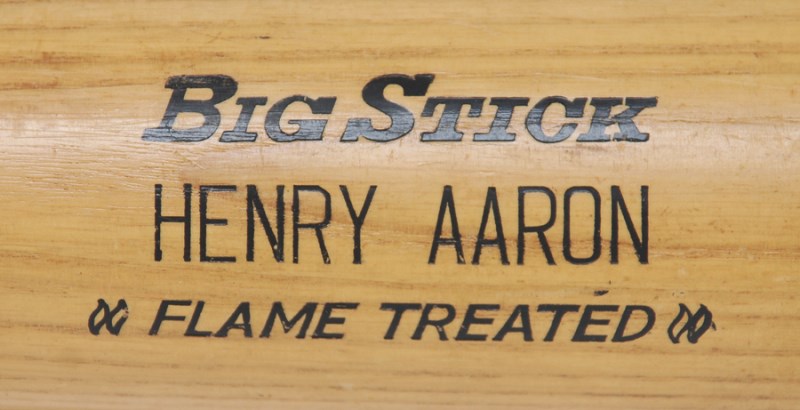 BIG STICK
HENRY AARON
FLAME TREATED